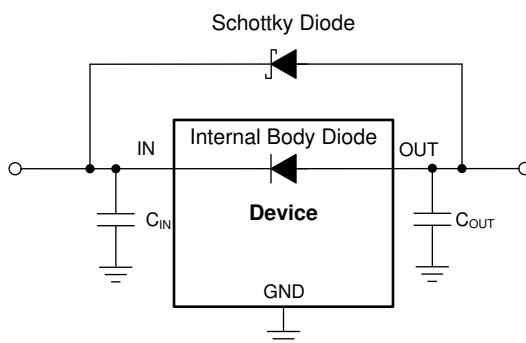 Schottky Diode
IN
Internal Body Diode
OUT
Device
CIN
COUT
GND